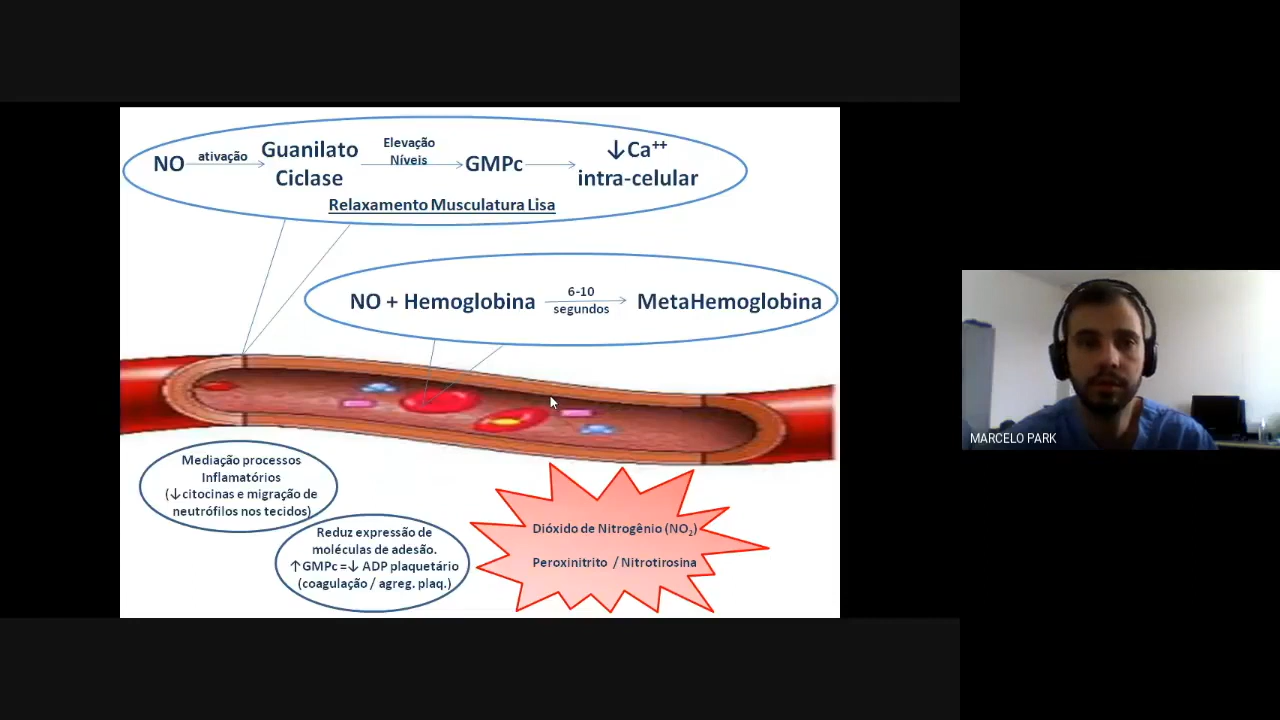 NO ativação Guanilato Ciclase Elevação Níveis GMPc ↓Ca++ intra-celular
Relaxamento Musculatura Lisa
NO + Hemoglobina 6-10 segundos MetaHemoglobina
Mediação processos
Inflamatórios
(↓citocinas e migração de
neutrófilos nos tecidos)
Reduz expressão de
moléculas de adesão.
↑GMPc =↓ ADP plaquetário
(coagulação / agreg. plaq.)
Dióxido de Nitrogênio (NO2)
Peroxinitrito / Nitrotirosina
MARCELO PARK